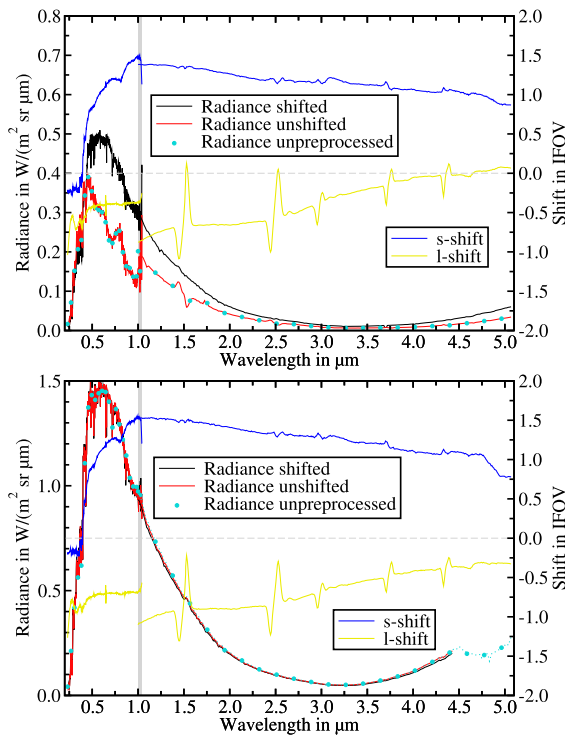 0.8
0.7
0.6
0.5
0.4
0.3
0.2
0.1
0.0
Radiance in W/(m² sr µm)
2.0
1.5
1.0
0.5
0.0
-0.5
-1.0
-1.5
-2.0
Shift in IFOV
Radiance shifted
Radiance unshifted
Radiance unpreprocessed
s-shift
l-shift
0.5 1.0 1.5 2.0 2.5 3.0 3.5 4.0 4.5 5.0
Wavelength in µm
1.5
1.0
0.5
0.0
Radiance in W/(m² sr µm)
2.0
1.5
1.0
0.5
0.0
-0.5
-1.0
-1.5
-2.0
Shift in IFOV
Radiance shifted
Radiance unshifted
Radiance unpreprocessed
s-shift
l-shift
0.5 1.0 1.5 2.0 2.5 3.0 3.5 4.0 4.5 5.0
Wavelength in µm